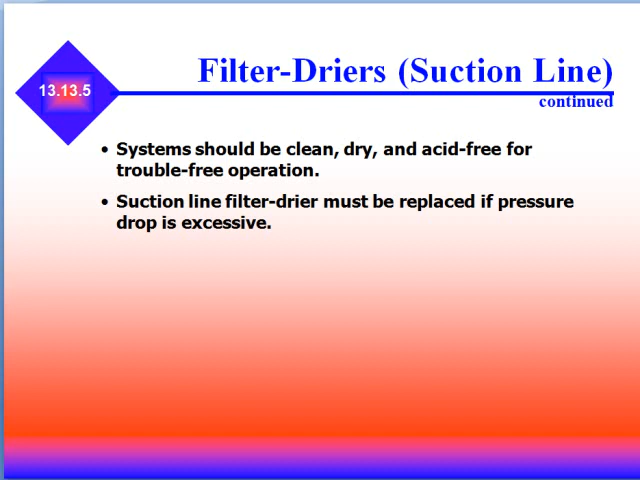 Filter-Driers (Suction Line)
13.13.5
continued
• Systems should be clean, dry, and acid-free for
trouble-free operation.
• Suction line filter-drier must be replaced if pressure
drop is excessive.